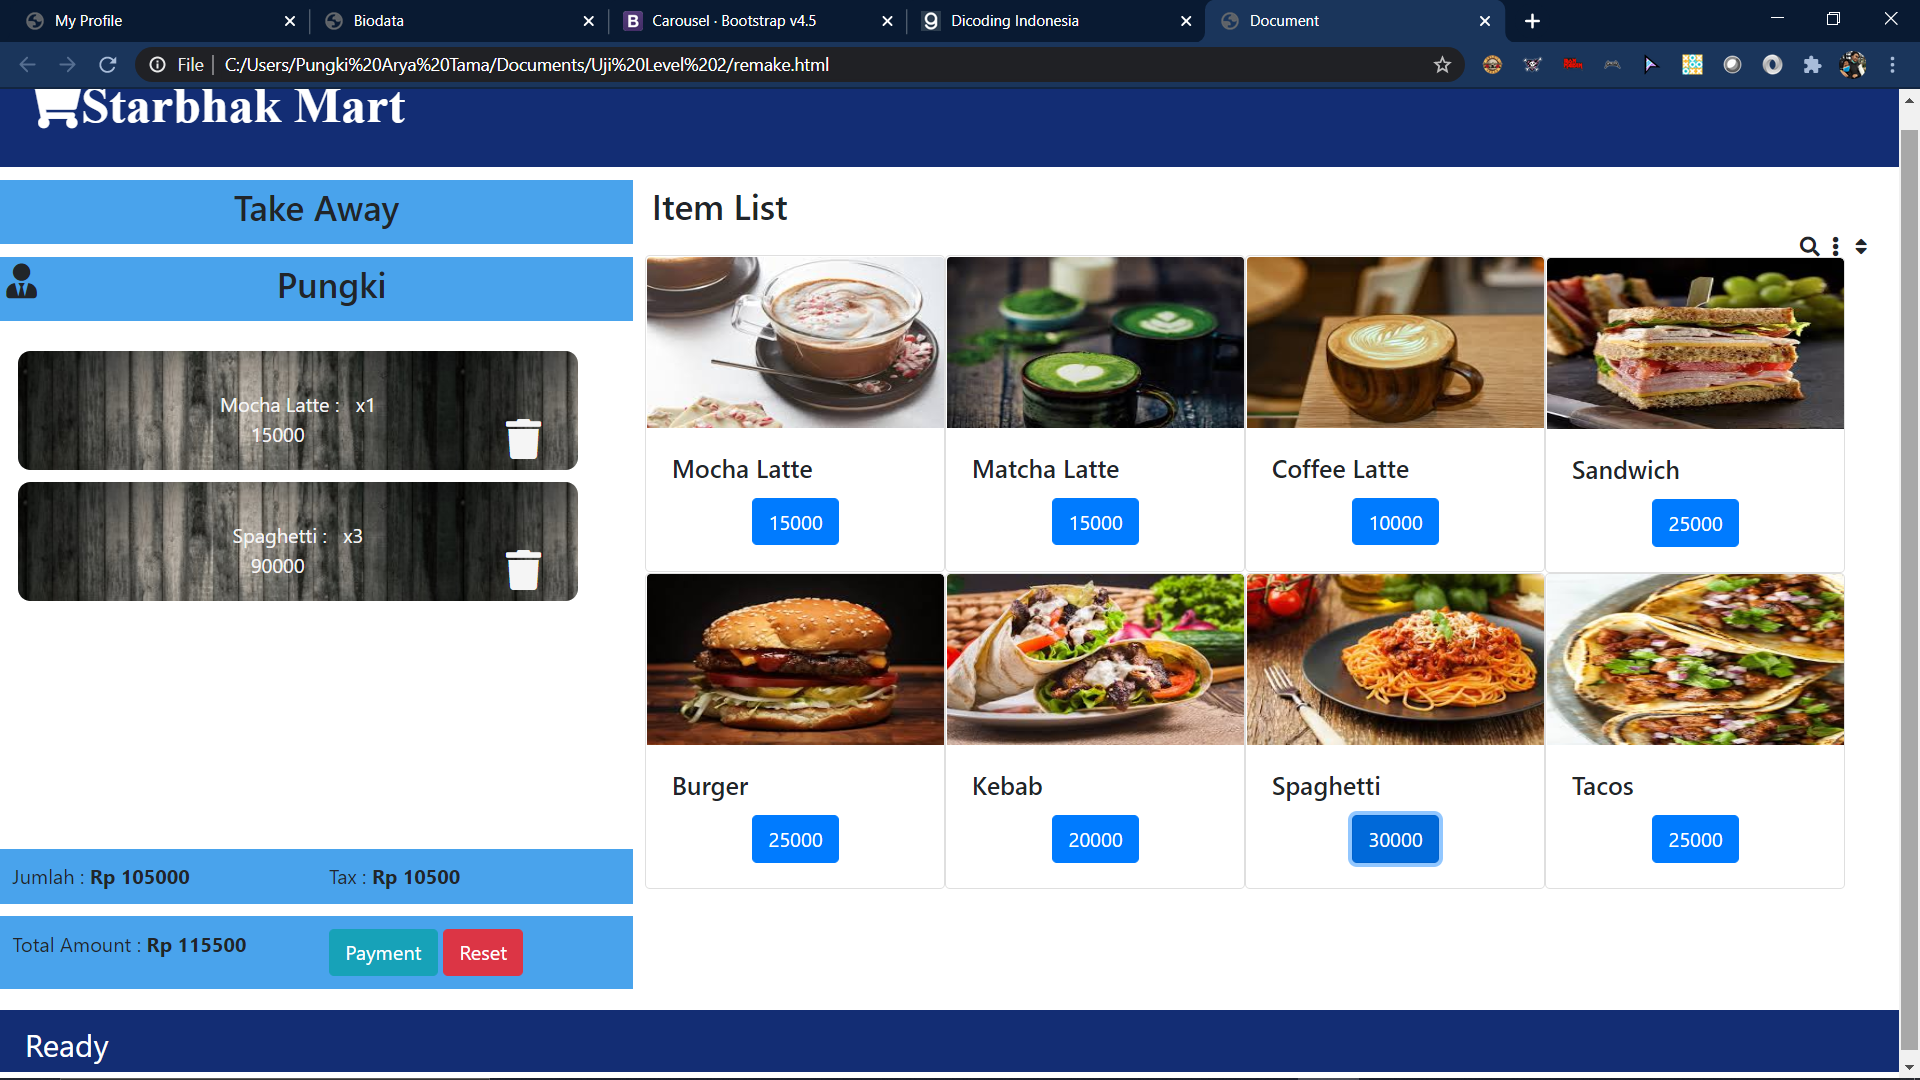 My Profile
Biodata
B Carousel · Bootstrap v4.5
Dicoding Indonesia
Document
File
C:/Users/Pungki%20Arya%20Tama/Documents/Uji%20Level%202/remake.html
Starbhak Mart
Take Away
Pungki
Mocha Latte : x1
15000
Spaghetti : x3
90000
Jumlah : Rp 105000
Tax : Rp 10500
Total Amount : Rp 115500
Payment
Reset
Item List
Mocha Latte
15000
Matcha Latte
15000
Coffee Latte
10000
Sandwich
25000
Burger
25000
Kebab
20000
Spaghetti
30000
Tacos
25000
Ready